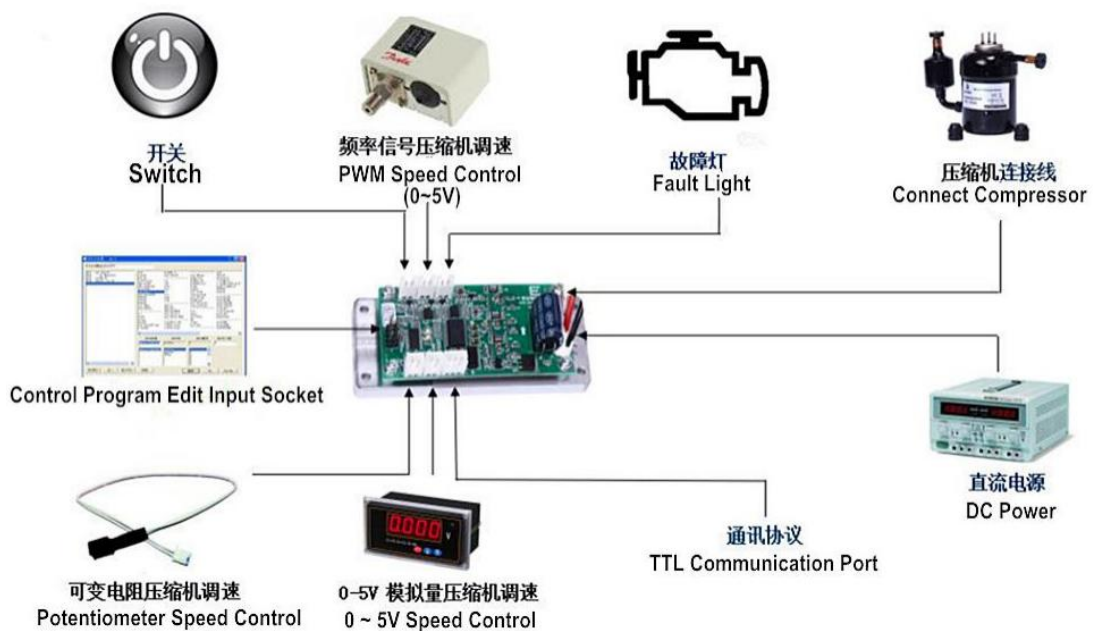 开关
Switch
频率信号压缩机调速
PWM Speed Control
(0~5V)
故障灯
Fault Light
压缩机连接线
Connect Compressor
Control Program Edit Input Socket
直流电源
DC Power
通讯协议
TTL Communication Port
可变电阻压缩机调速
Potentiometer Speed Control
0.000
V
0-5V 模拟量压缩机调速
0 ~ 5V Speed Control
Danfoss